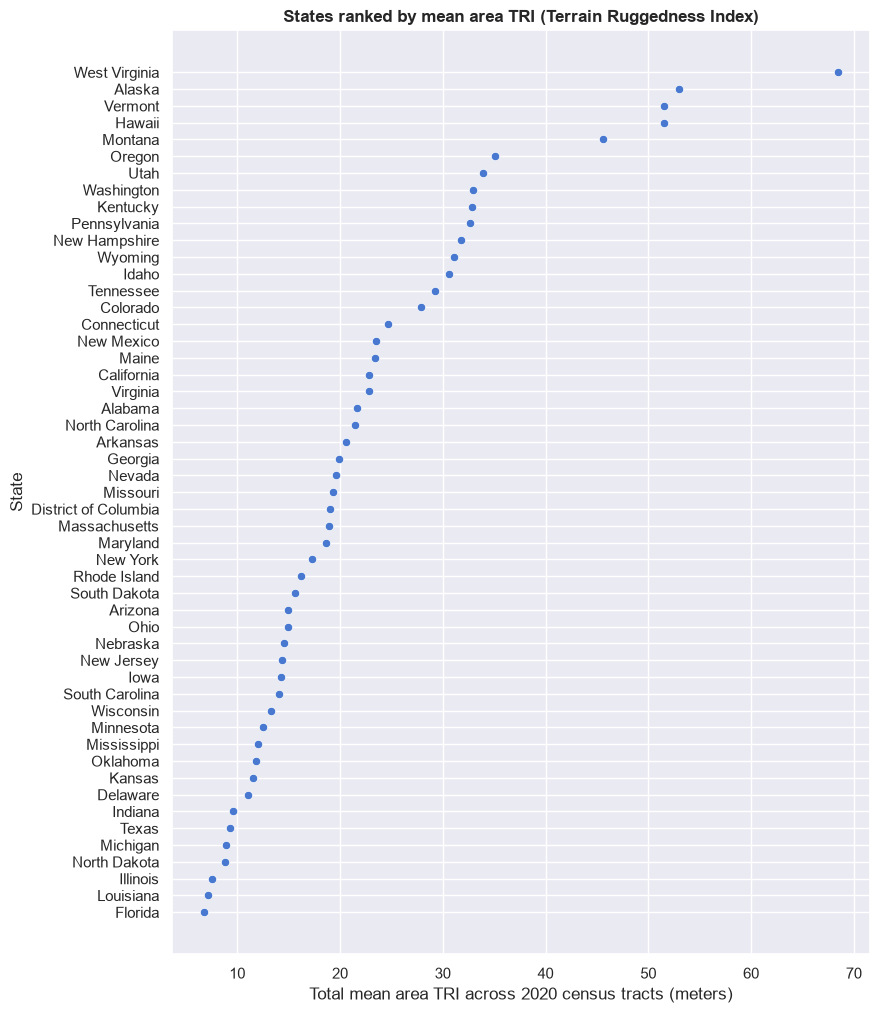 States ranked by mean area TRI (Terrain Ruggedness Index)
West Virginia
Alaska
Vermont
Hawaii
Montana
Oregon
Utah
Washington
Kentucky
Pennsylvania
New Hampshire
Wyoming
Idaho
Tennessee
Colorado
Connecticut
New Mexico
Maine
California
Virginia
Alabama
North Carolina
Arkansas
Georgia
Nevada
Missouri
District of Columbia
Massachusetts
Maryland
New York
Rhode Island
South Dakota
Arizona
Ohio
Nebraska
New Jersey
Iowa
South Carolina
Wisconsin
Minnesota
Mississippi
Oklahoma
Kansas
Delaware
Indiana
Texas
Michigan
North Dakota
Illinois
Louisiana
Florida
State
10 20 30 40 50 60 70
Total mean area TRI across 2020 census tracts (meters)